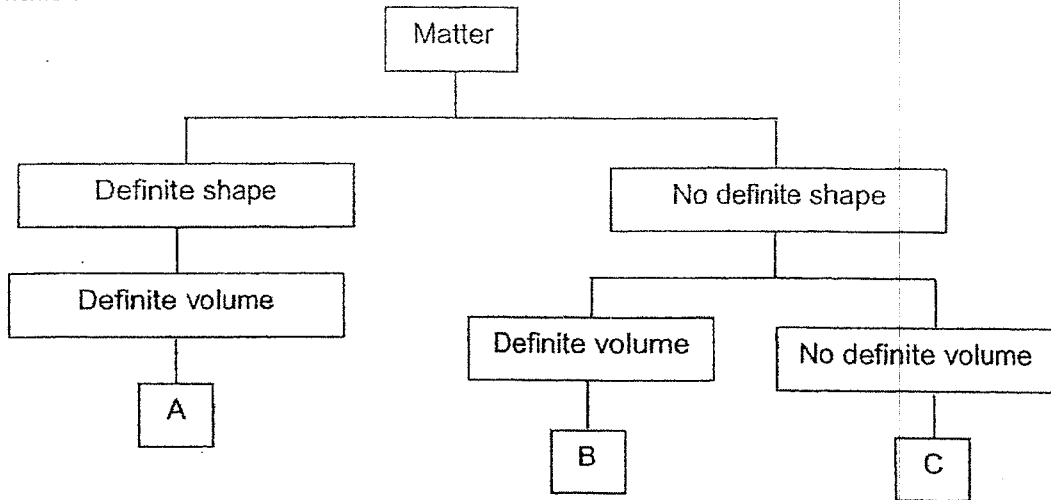 Matter
Definite shape
No definite shape
Definite volume
Definite volume
No definite volume
A
B
C